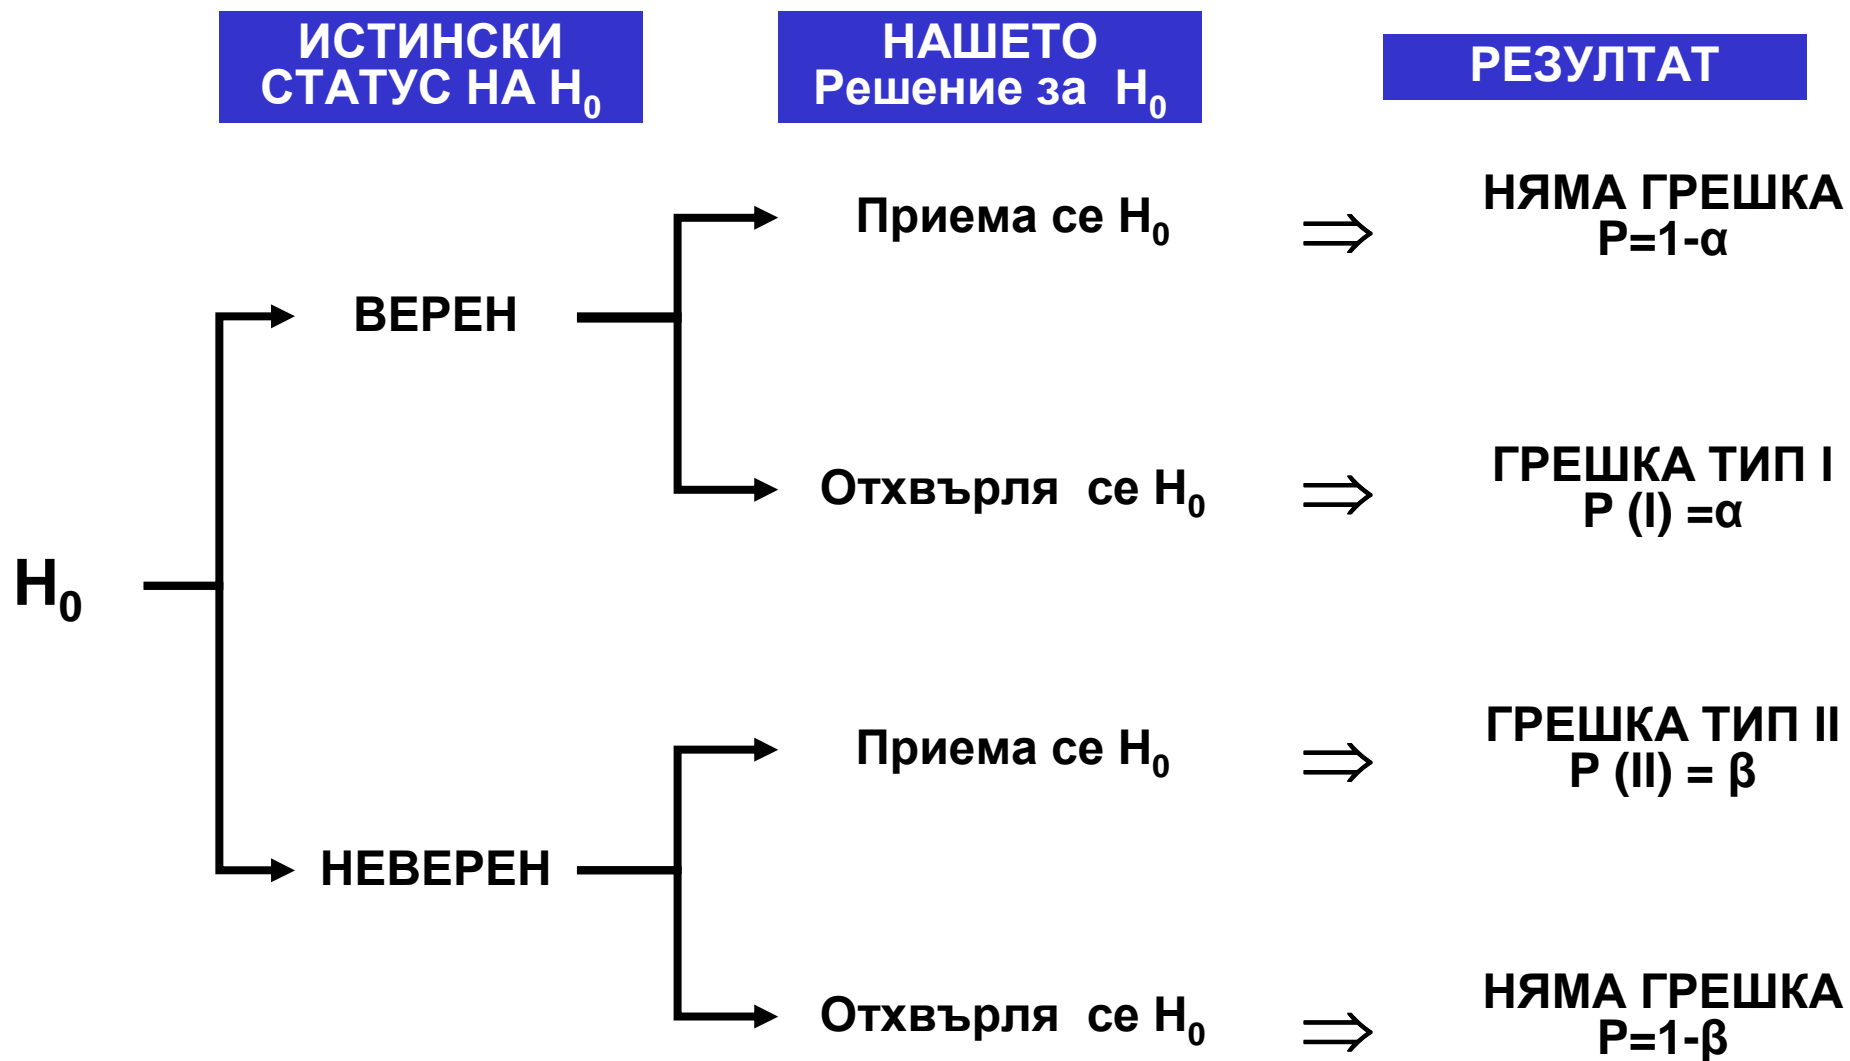 ИСТИНСКИ
СТАТУС НА H₀
НАШЕТО
Решение за H₀
РЕЗУЛТАТ
H₀
ВЕРЕН
Приема се H₀
⇒
НЯМА ГРЕШКА
P=1-α
Отхвърля се H₀
⇒
ГРЕШКА ТИП I
P (I) =α
НЕВЕРЕН
Приема се H₀
⇒
ГРЕШКА ТИП II
P (II) = β
Отхвърля се H₀
⇒
НЯМА ГРЕШКА
P=1-β